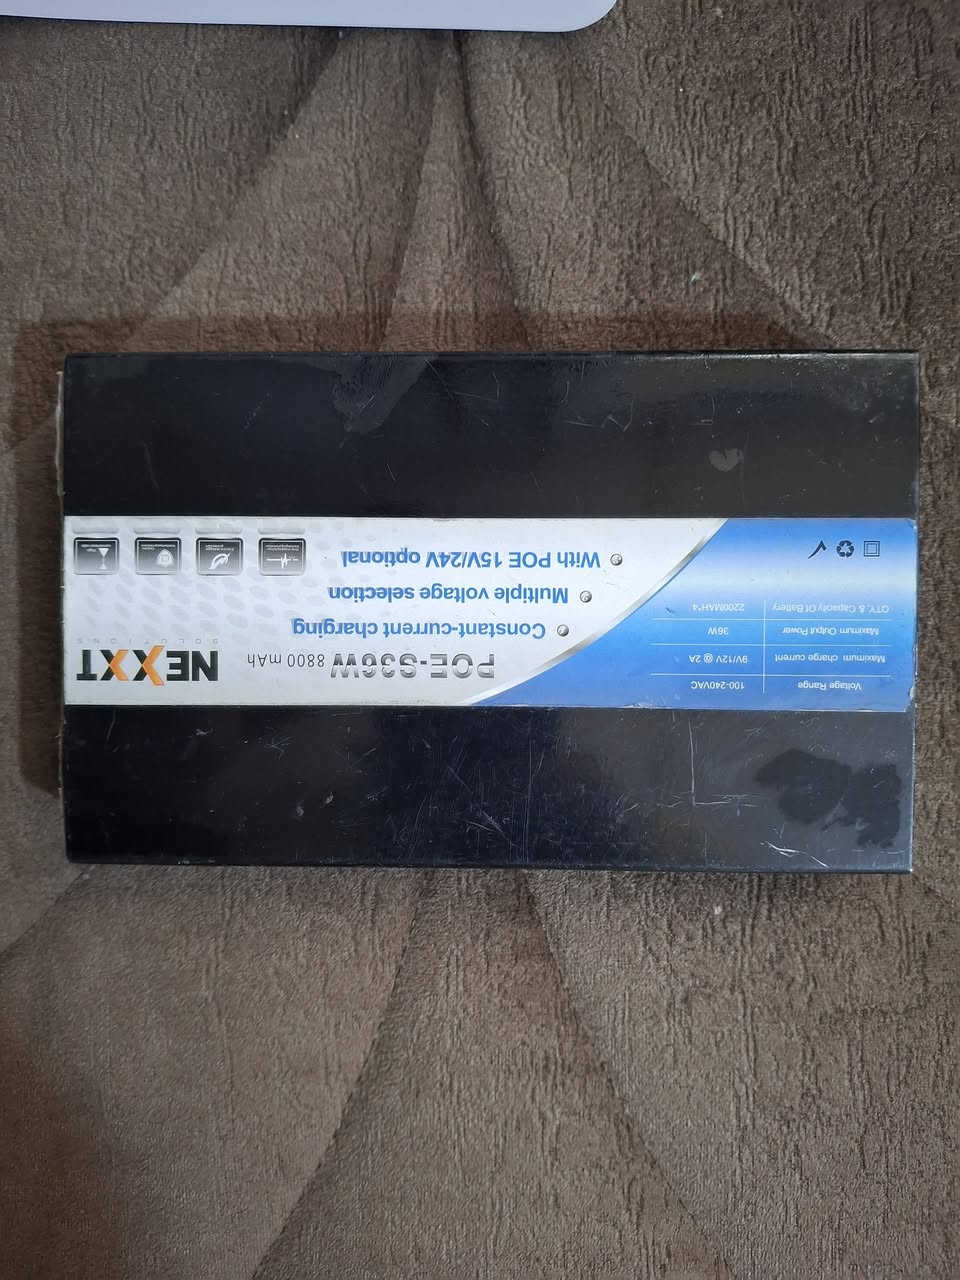 NEXXT
SOLUTIONS
POE-S36W 8800 mAh
Constant-current charging
Multiple voltage selection
With POE 15V/24V optional
Voltage Range 100-240VAC
Maximum charge current 9V/12V @ 2A
Maximum Output Power 36W
QTY, & Capacity Of Battery 2200MAH*4